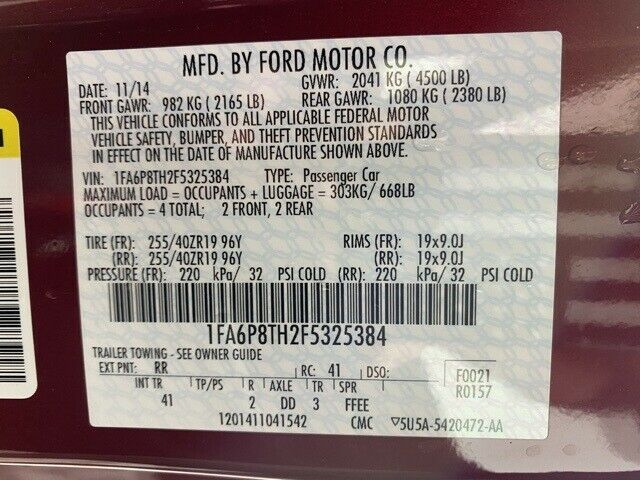 MFD. BY FORD MOTOR CO.
DATE: 11/14 GVWR: 2041 KG ( 4500 LB)
FRONT GAWR: 982 KG ( 2165 LB) REAR GAWR: 1080 KG ( 2380 LB)
THIS VEHICLE CONFORMS TO ALL APPLICABLE FEDERAL MOTOR
VEHICLE SAFETY, BUMPER, AND THEFT PREVENTION STANDARDS
IN EFFECT ON THE DATE OF MANUFACTURE SHOWN ABOVE.
VIN: 1FA6P8TH2F5325384 TYPE: Passenger Car
MAXIMUM LOAD = OCCUPANTS + LUGGAGE = 303KG/ 668LB
OCCUPANTS = 4 TOTAL; 2 FRONT, 2 REAR
TIRE (FR): 255/40ZR19 96Y RIMS (FR): 19x9.0J
(RR): 255/40ZR19 96Y (RR): 19x9.0J
PRESSURE (FR): 220 kPa/ 32 PSI COLD (RR): 220 kPa/ 32 PSI COLD
1FA6P8TH2F5325384
TRAILER TOWING - SEE OWNER GUIDE
EXT PNT: RR RC: 41 DSO: F0021
INT TR TP/PS R AXLE TR SPR R0157
41 2 DD 3 FFEE
1201411041542 CMC ▽5U5A-5420472-AA